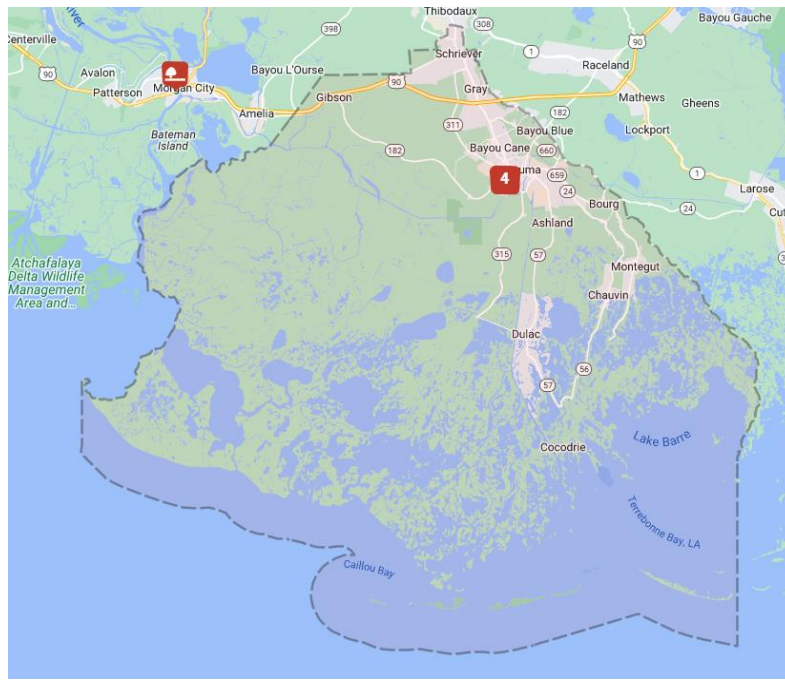 Thibodaux
308
Bayou Gauche
River
Centerville
398
90
1
Schriever
Raceland
Avalon
90
Bayou L'Ourse
90
Patterson
Morgan City
Gibson
Gray
Mathews
Gheens
Amelia
182
311
Bayou Blue
Lockport
Bateman
Island
182
Bayou Cane
660
4
659
1
24
Larose
Bourg
24
Ashland
315
57
Atchafalaya
Delta Wildlife
Management
Area and...
Montegut
Chauvin
Dulac
56
57
Lake Barre
Cocodrie
Terrebonne Bay, LA
Caillou Bay